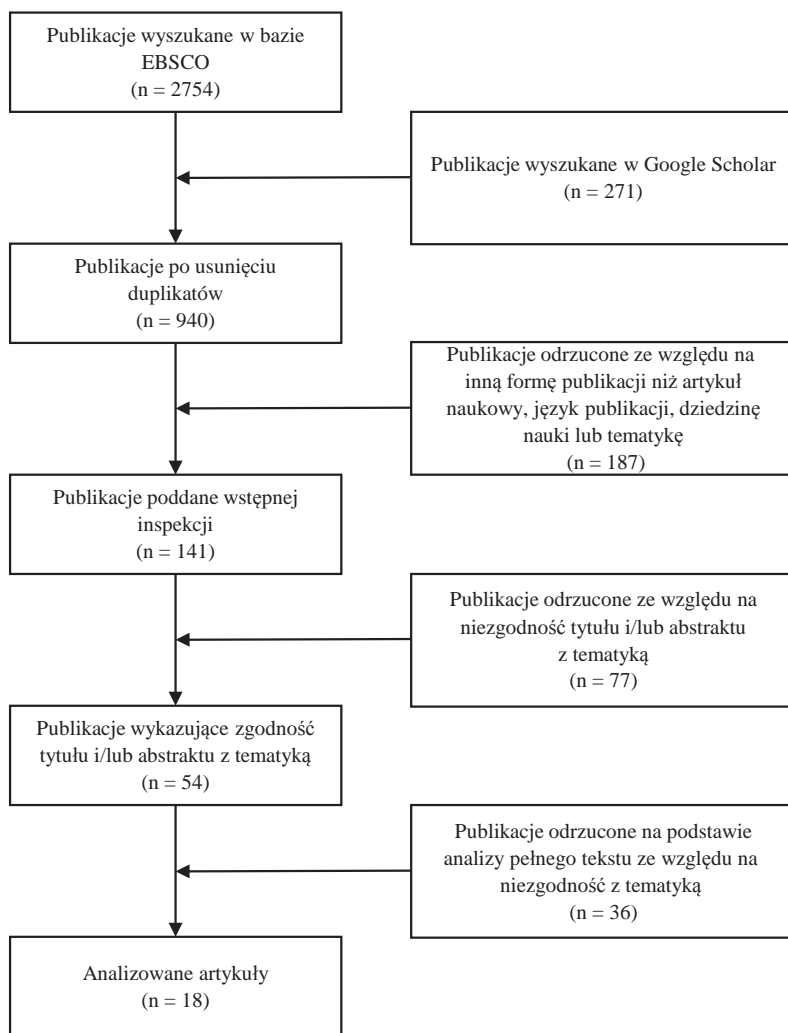 Publikacje wyszukane w bazie
EBSCO
(n = 2754)
Publikacje wyszukane w Google Scholar
(n = 271)
Publikacje po usunięciu
duplikatów
(n = 940)
Publikacje odrzucone ze względu na
inną formę publikacji niż artykuł
naukowy, język publikacji, dziedzinę
nauki lub tematykę
(n = 187)
Publikacje poddane wstępnej
inspekcji
(n = 141)
Publikacje odrzucone ze względu na
niezgodność tytułu i/lub abstraktu
z tematyką
(n = 77)
Publikacje wykazujące zgodność
tytułu i/lub abstraktu z tematyką
(n = 54)
Publikacje odrzucone na podstawie
analizy pełnego tekstu ze względu na
niezgodność z tematyką
(n = 36)
Analizowane artykuły
(n = 18)